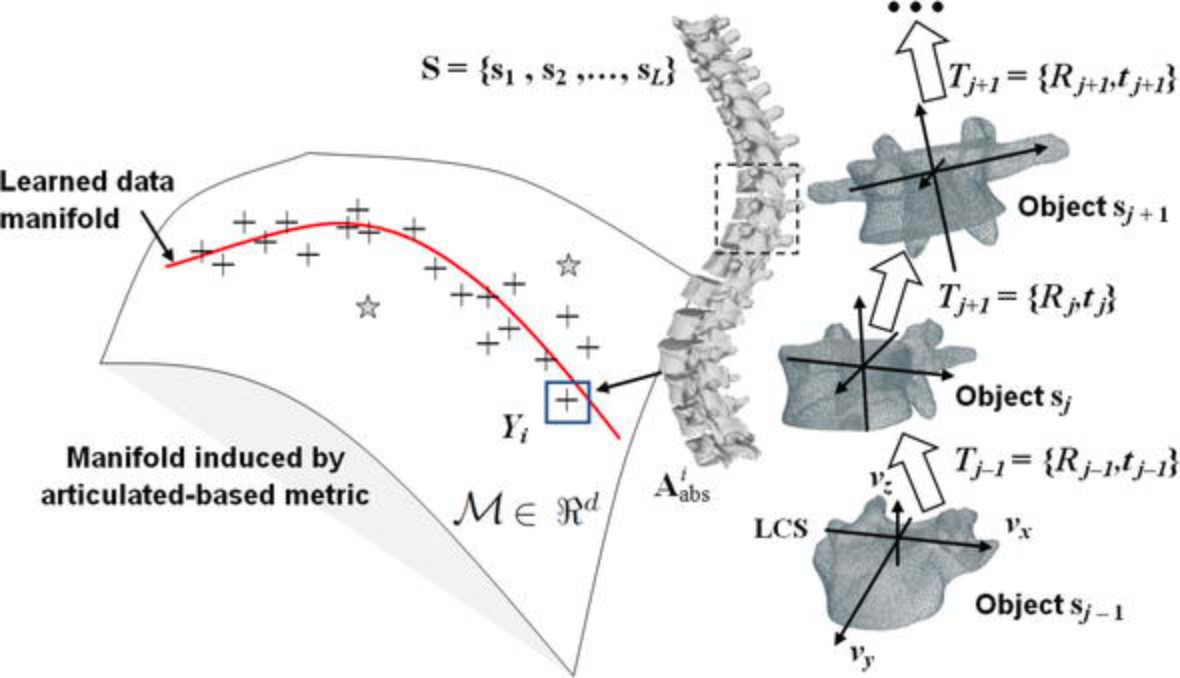 S = {s1 , s2 ,..., sL}
Tj+1 = {Rj+1,tj+1}
Learned data
manifold
Object sj + 1
Tj+1 = {Rj,tj}
Object sj
Yi
Manifold induced by
articulated-based metric
M ∈ ℜd
Aiabs
Tj–1 = {Rj–1,tj–1}
vz
LCS
vx
Object sj – 1
vy